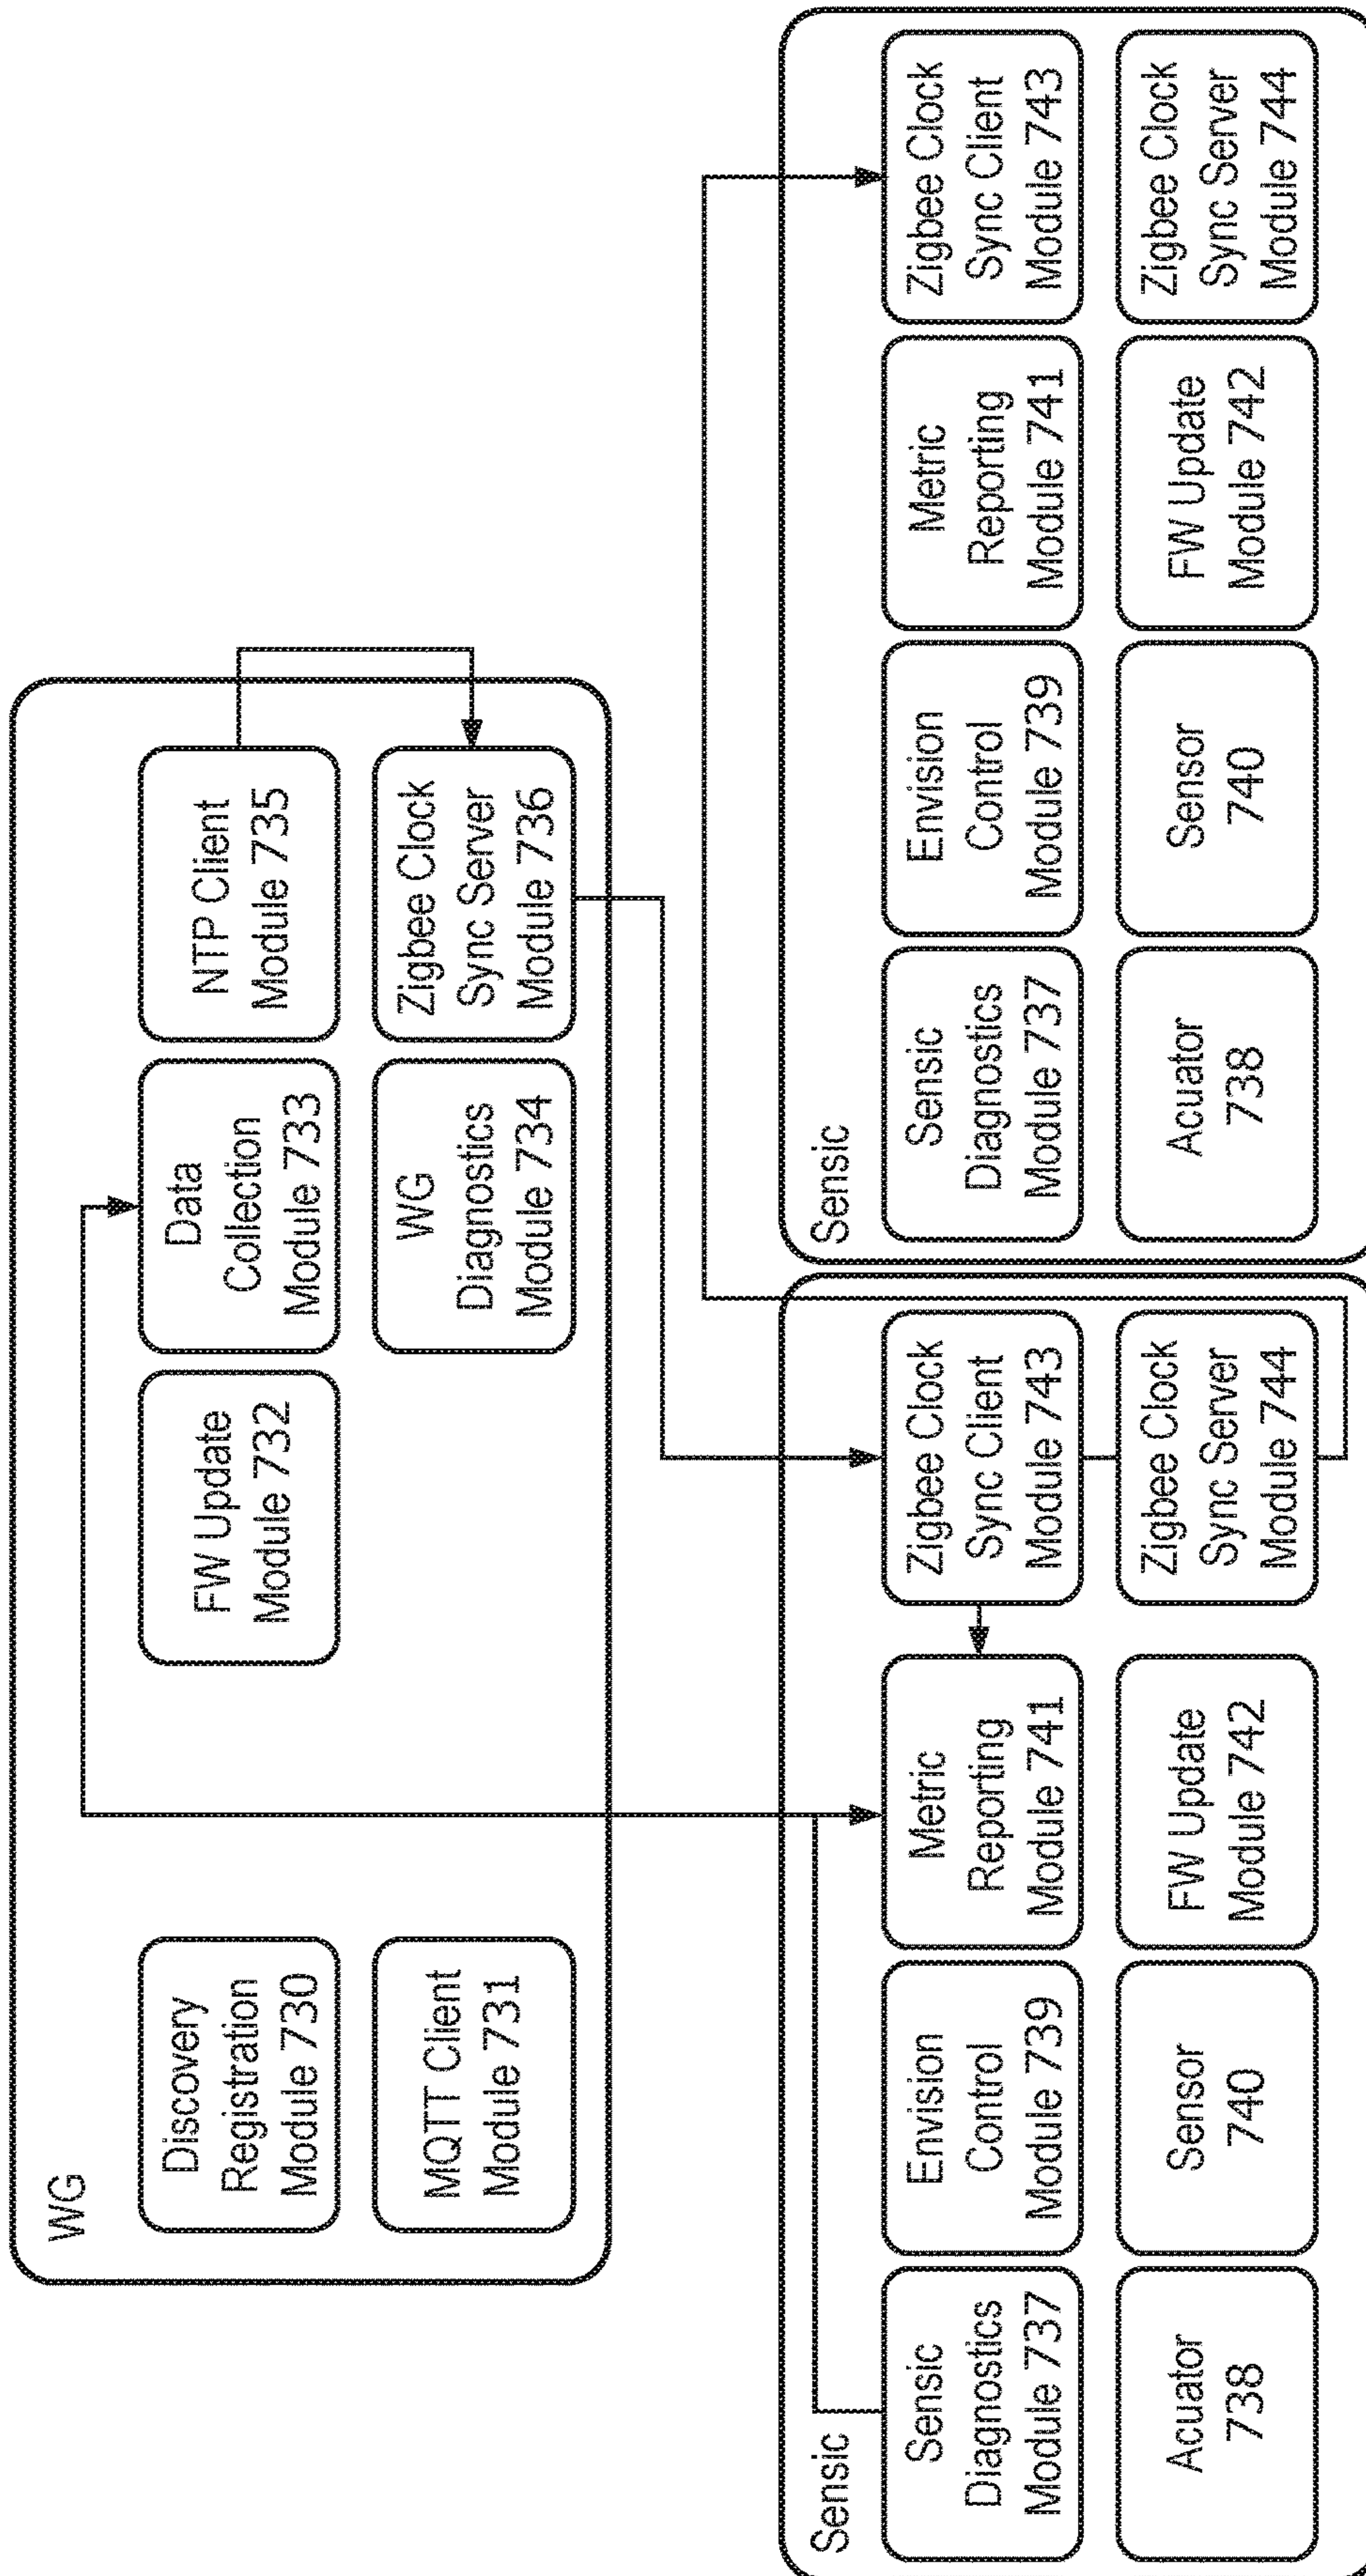 WG
Discovery
Registration
Module 730
FW Update
Module 732
Data
Collection
Module 733
NTP Client
Module 735
MQTT Client
Module 731
WG
Diagnostics
Module 734
Zigbee Clock
Sync Server
Module 736
Sensic
Sensic
Diagnostics
Module 737
Envision
Control
Module 739
Metric
Reporting
Module 741
Zigbee Clock
Sync Client
Module 743
Acuator
738
Sensor
740
FW Update
Module 742
Zigbee Clock
Sync Server
Module 744
Sensic
Sensic
Diagnostics
Module 737
Envision
Control
Module 739
Metric
Reporting
Module 741
Zigbee Clock
Sync Client
Module 743
Acuator
738
Sensor
740
FW Update
Module 742
Zigbee Clock
Sync Server
Module 744